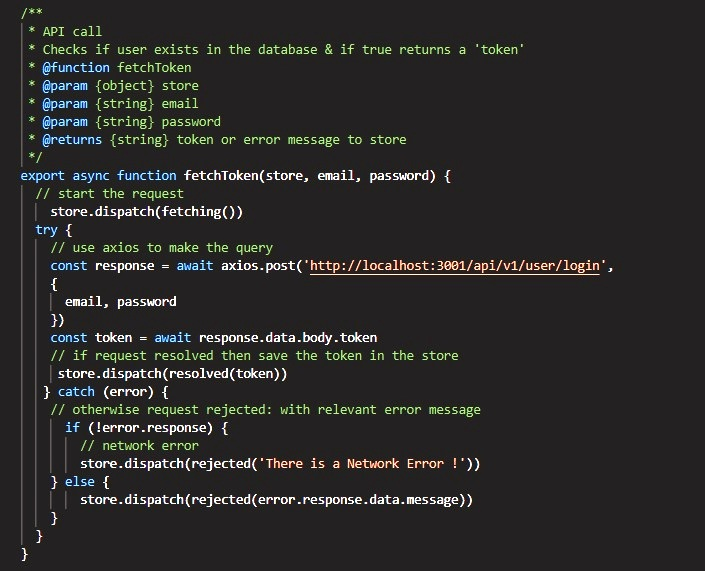 /**
* API call
* Checks if user exists in the database & if true returns a 'token'
* @function fetchToken
* @param {object} store
* @param {string} email
* @param {string} password
* @returns {string} token or error message to store
*/
export async function fetchToken(store, email, password) {
// start the request
store.dispatch(fetching())
try {
// use axios to make the query
const response = await axios.post('http://localhost:3001/api/v1/user/login',
{
email, password
})
const token = await response.data.body.token
// if request resolved then save the token in the store
store.dispatch(resolved(token))
} catch (error) {
// otherwise request rejected: with relevant error message
if (!error.response) {
// network error
store.dispatch(rejected('There is a Network Error !'))
} else {
store.dispatch(rejected(error.response.data.message))
}
}
}